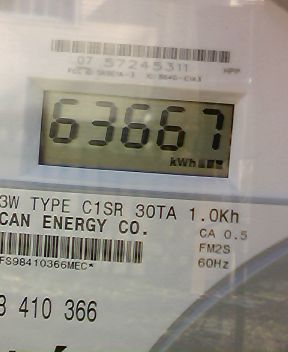 07 57245311
63667
kWh
3W TYPE C1SR 30TA 1.0Kh
CAN ENERGY CO.
CA 0.5
FM2S
60Hz
FS98410366MEC*
8 410 366